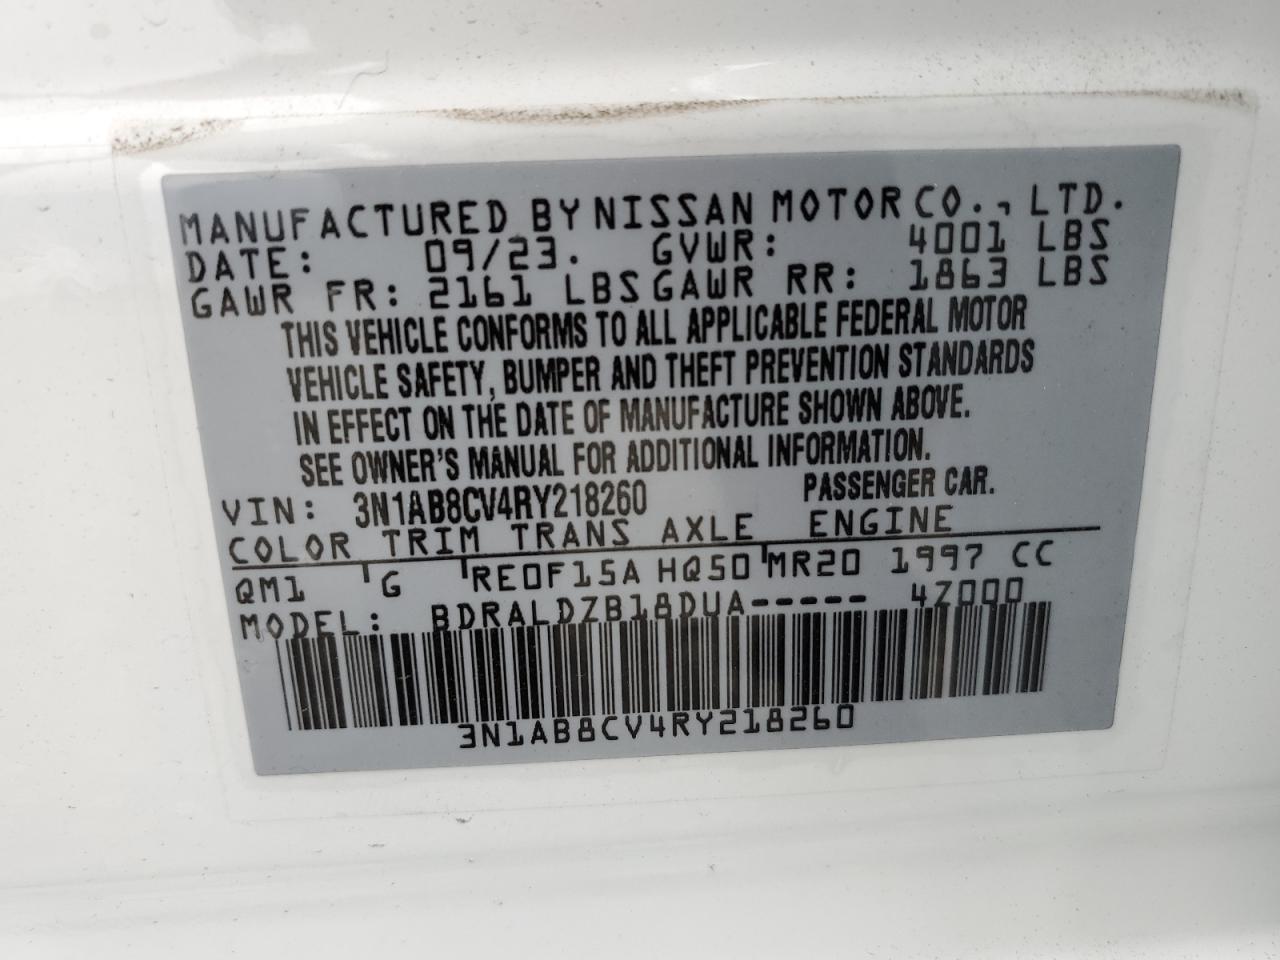 MANUFACTURED BY NISSAN MOTOR CO., LTD.
DATE: 09/23. GVWR: 4001 LBS
GAWR FR: 2161 LBS GAWR RR: 1863 LBS
THIS VEHICLE CONFORMS TO ALL APPLICABLE FEDERAL MOTOR
VEHICLE SAFETY, BUMPER AND THEFT PREVENTION STANDARDS
IN EFFECT ON THE DATE OF MANUFACTURE SHOWN ABOVE.
SEE OWNER'S MANUAL FOR ADDITIONAL INFORMATION.
VIN: 3N1AB8CV4RY218260 PASSENGER CAR.
COLOR TRIM TRANS AXLE ENGINE
QM1 G RE0F15A HQ50 MR20 1997 CC
MODEL: BDRALDZB18DUA----- 4Z000
3N1AB8CV4RY218260